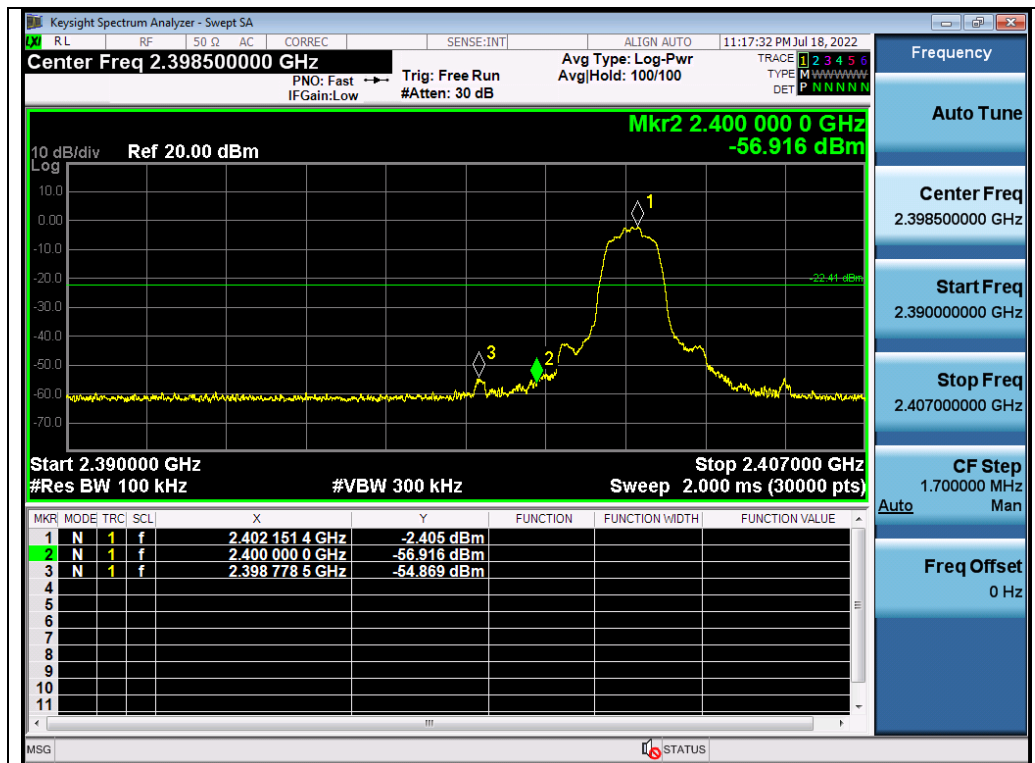 Keysight Spectrum Analyzer - Swept SA
LXI RL RF 50 Ω AC CORREC SENSE:INT ALIGN AUTO 11:17:32 PM Jul 18, 2022
Center Freq 2.398500000 GHz
PNO: Fast
IFGain:Low
Trig: Free Run
#Atten: 30 dB
Avg Type: Log-Pwr
Avg|Hold: 100/100
TRACE 1 2 3 4 5 6
TYPE M WWWWW
DET P N N N N N
Mkr2 2.400 000 0 GHz
-56.916 dBm
10 dB/div Ref 20.00 dBm
Log
10.0
0.00
-10.0
-20.0
-30.0
-40.0
-50.0
-60.0
-70.0
-22.41 dBm
1
2
3
Start 2.390000 GHz Stop 2.407000 GHz
#Res BW 100 kHz #VBW 300 kHz Sweep 2.000 ms (30000 pts)
MKR MODE TRC SCL X Y FUNCTION FUNCTION WIDTH FUNCTION VALUE
1 N 1 f 2.402 151 4 GHz -2.405 dBm
2 N 1 f 2.400 000 0 GHz -56.916 dBm
3 N 1 f 2.398 778 5 GHz -54.869 dBm
4
5
6
7
8
9
10
11
MSG STATUS
Frequency
Auto Tune
Center Freq
2.398500000 GHz
Start Freq
2.390000000 GHz
Stop Freq
2.407000000 GHz
CF Step
1.700000 MHz
Auto Man
Freq Offset
0 Hz